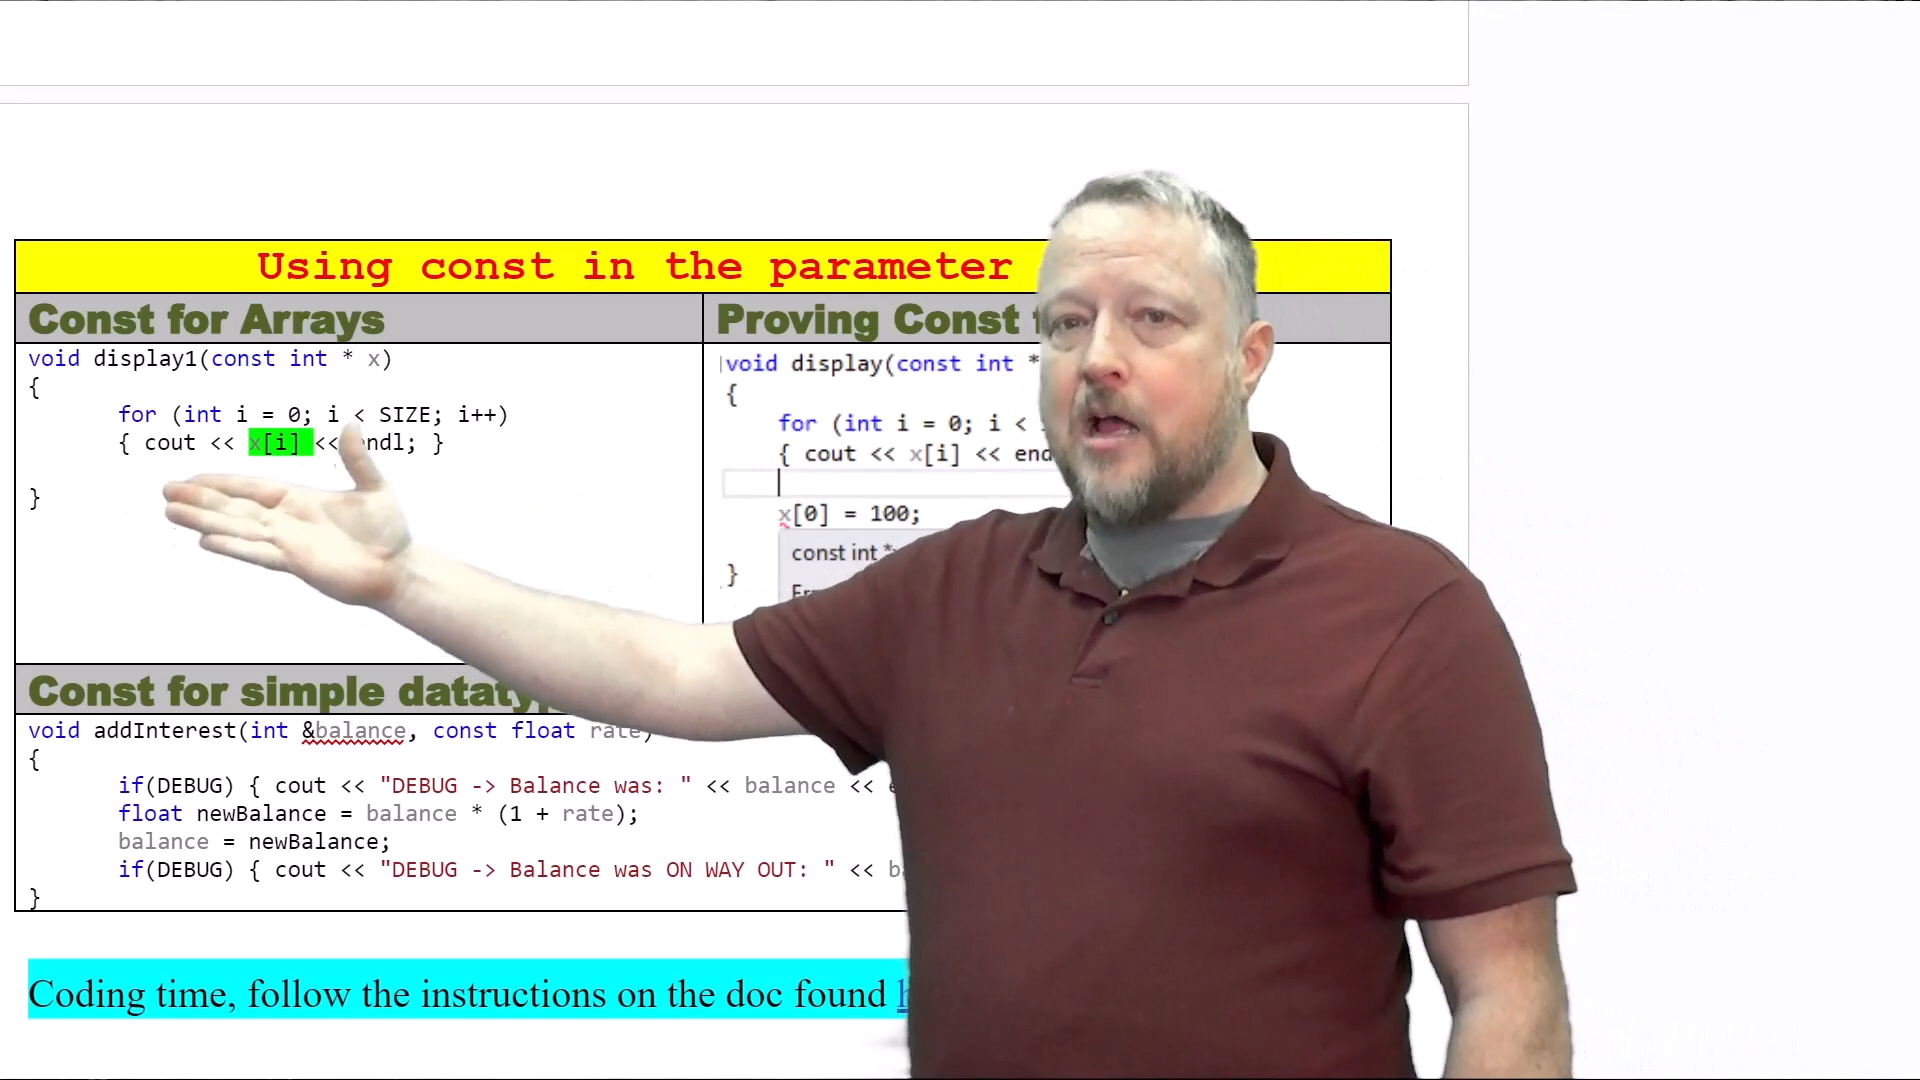 Using const in the parameter
Const for Arrays
void display1(const int * x)
{
for (int i = 0; i < SIZE; i++)
{ cout << x[i] << endl; }
}
Proving Const
void display(const int *
{
for (int i = 0; i <
{ cout << x[i] << end
x[0] = 100;
const int *
}
Const for simple
void addInterest(int &balance, const float rate)
{
if(DEBUG) { cout << "DEBUG -> Balance was: " << balance <<
float newBalance = balance * (1 + rate);
balance = newBalance;
if(DEBUG) { cout << "DEBUG -> Balance was ON WAY OUT: " <<
}
Coding time, follow the instructions on the doc found